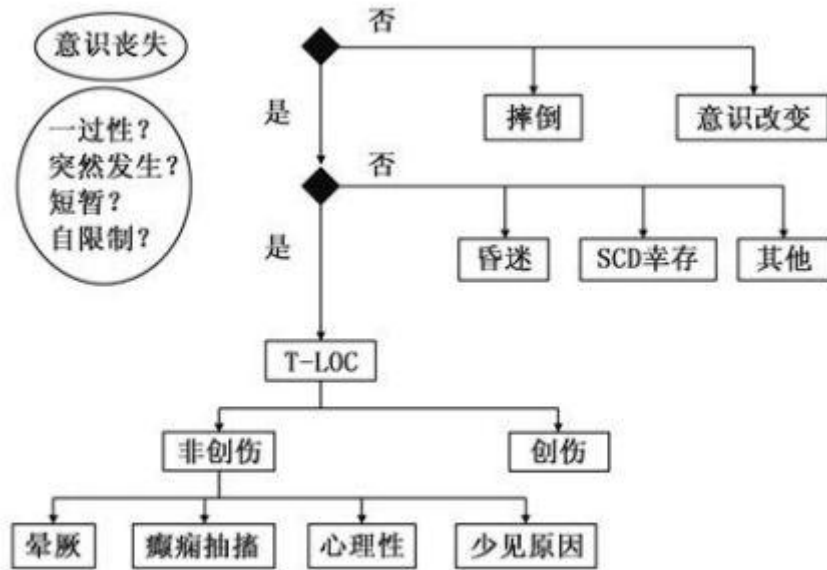 否
意识丧失
摔倒
意识改变
是
一过性?
突然发生?
短暂?
自限制?
否
是
昏迷
SCD幸存
其他
T-LOC
非创伤
创伤
晕厥
癫痫抽搐
心理性
少见原因